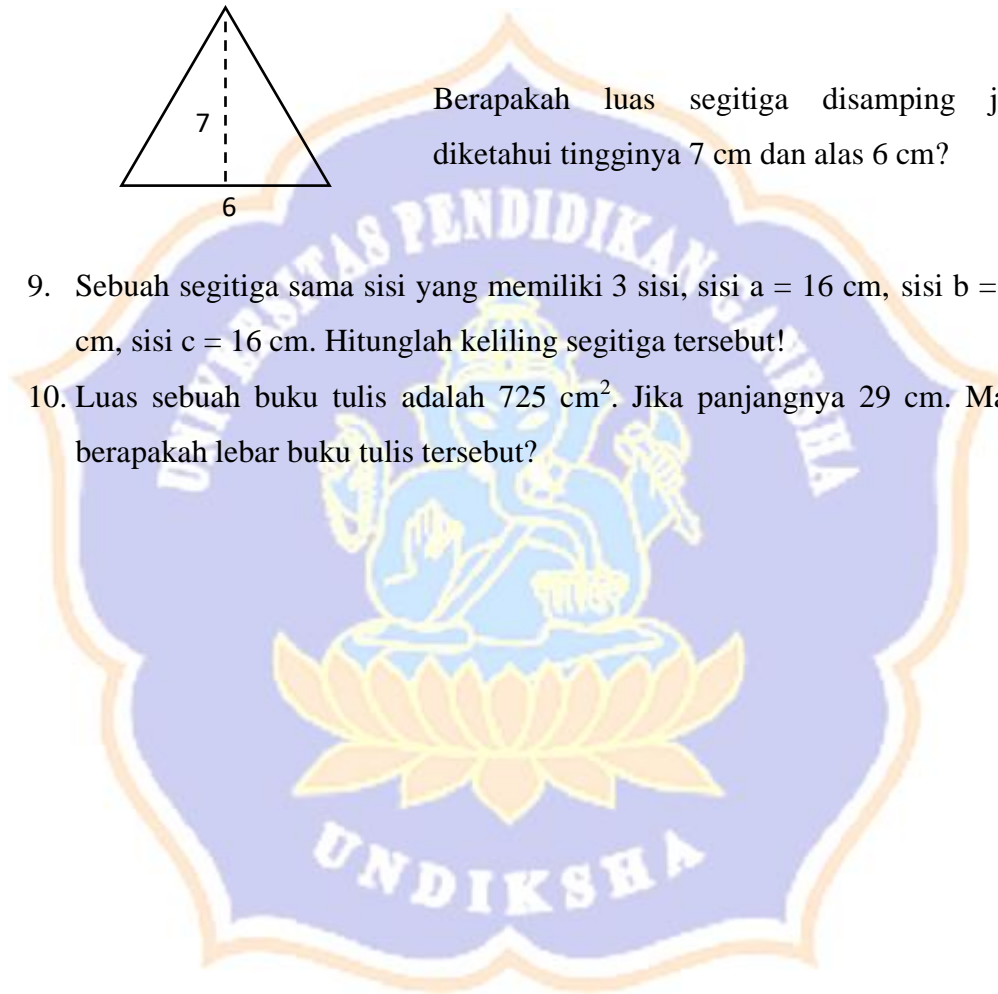 Berapakah luas segitiga disamping j
7
diketahui tingginya 7 cm dan alas 6 cm?
6
UNIVERSITAS PENDIDIKAN GANESHA
9. Sebuah segitiga sama sisi yang memiliki 3 sisi, sisi a = 16 cm, sisi b =
cm, sisi c = 16 cm. Hitunglah keliling segitiga tersebut!
10. Luas sebuah buku tulis adalah 725 cm². Jika panjangnya 29 cm. Ma
berapakah lebar buku tulis tersebut?
UNDIKSHA